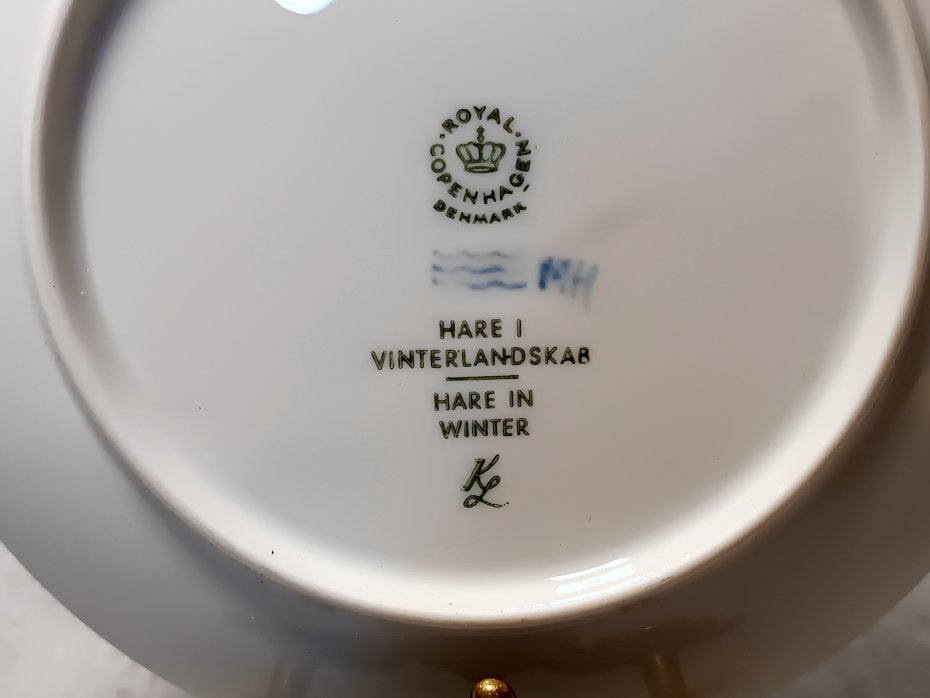 ROYAL
COPENHAGEN
DENMARK
MH
HARE I
VINTERLANDSKAB
HARE IN
WINTER
KL